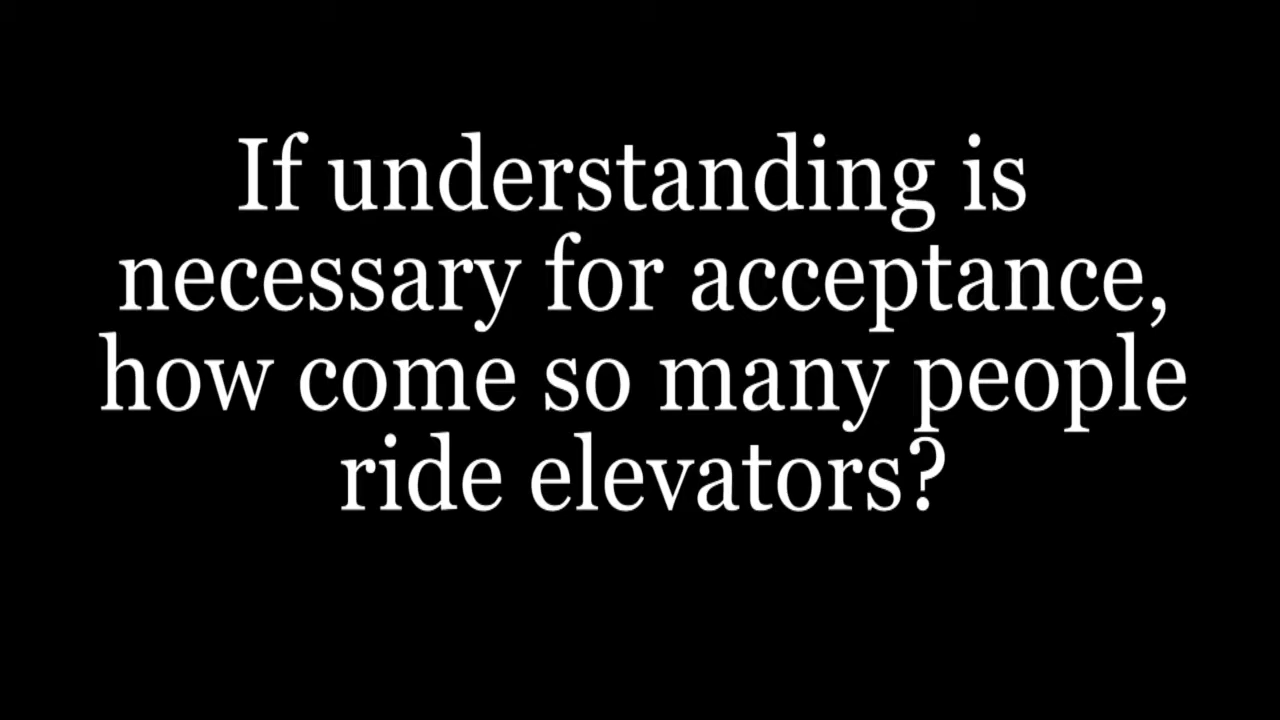 If understanding is
necessary for acceptance,
how come so many people
ride elevators?